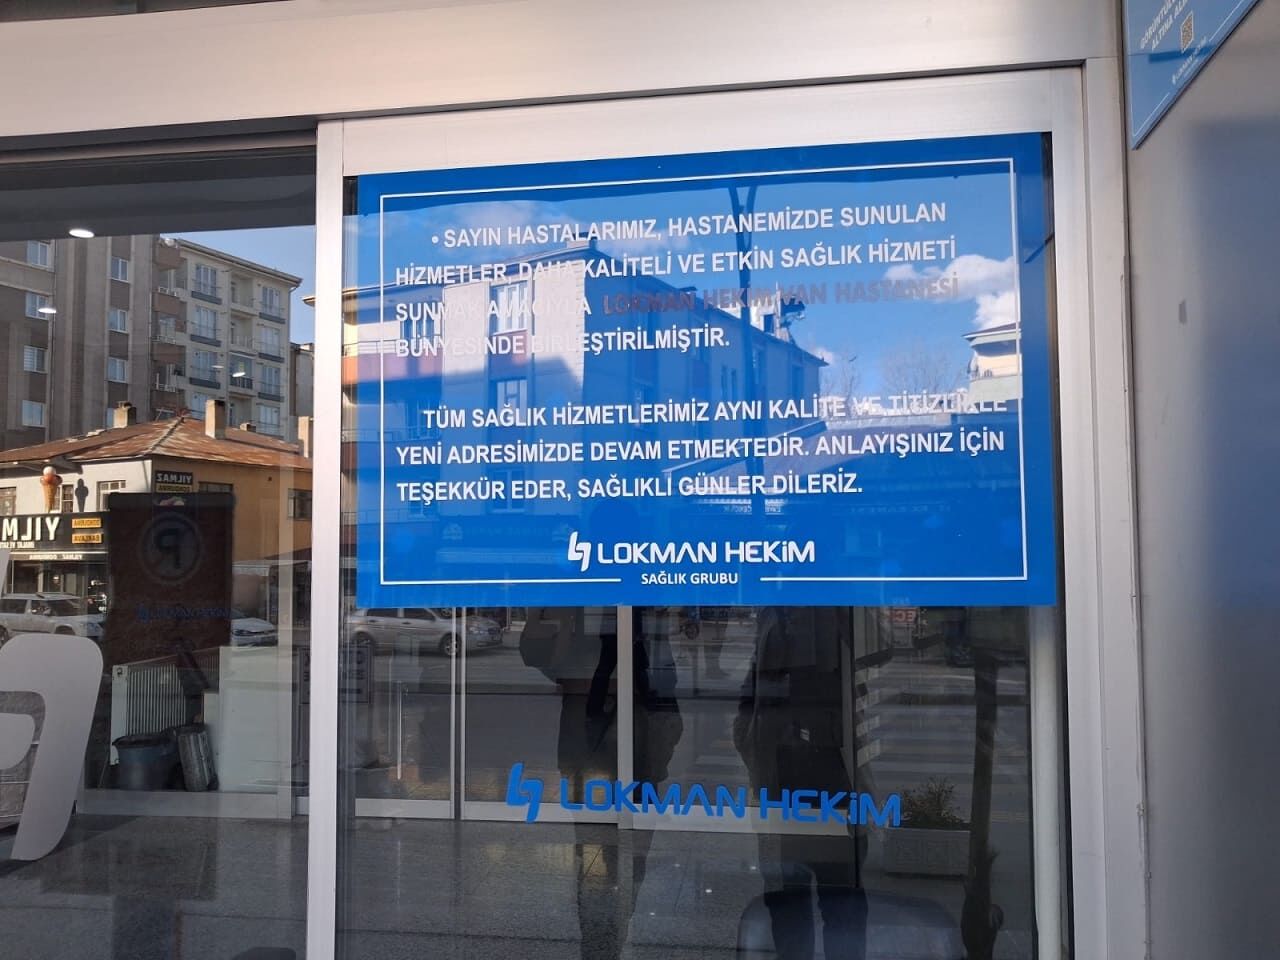 • SAYIN HASTALARIMIZ, HASTANEMİZDE SUNULAN
HİZMETLER, DAHA KALİTELİ VE ETKİN SAĞLIK HİZMETİ
SUNMAK AMACIYLA LOKMAN HEKİM VAN HASTANESİ
BÜNYESİNDE BİRLEŞTİRİLMİŞTİR.
TÜM SAĞLIK HİZMETLERİMİZ AYNI KALİTE VE TİTİZLİKLE
YENİ ADRESİMİZDE DEVAM ETMEKTEDİR. ANLAYIŞINIZ İÇİN
TEŞEKKÜR EDER, SAĞLIKLI GÜNLER DİLERİZ.
LOKMAN HEKİM
SAĞLIK GRUBU
LOKMAN HEKİM
YILMAZ